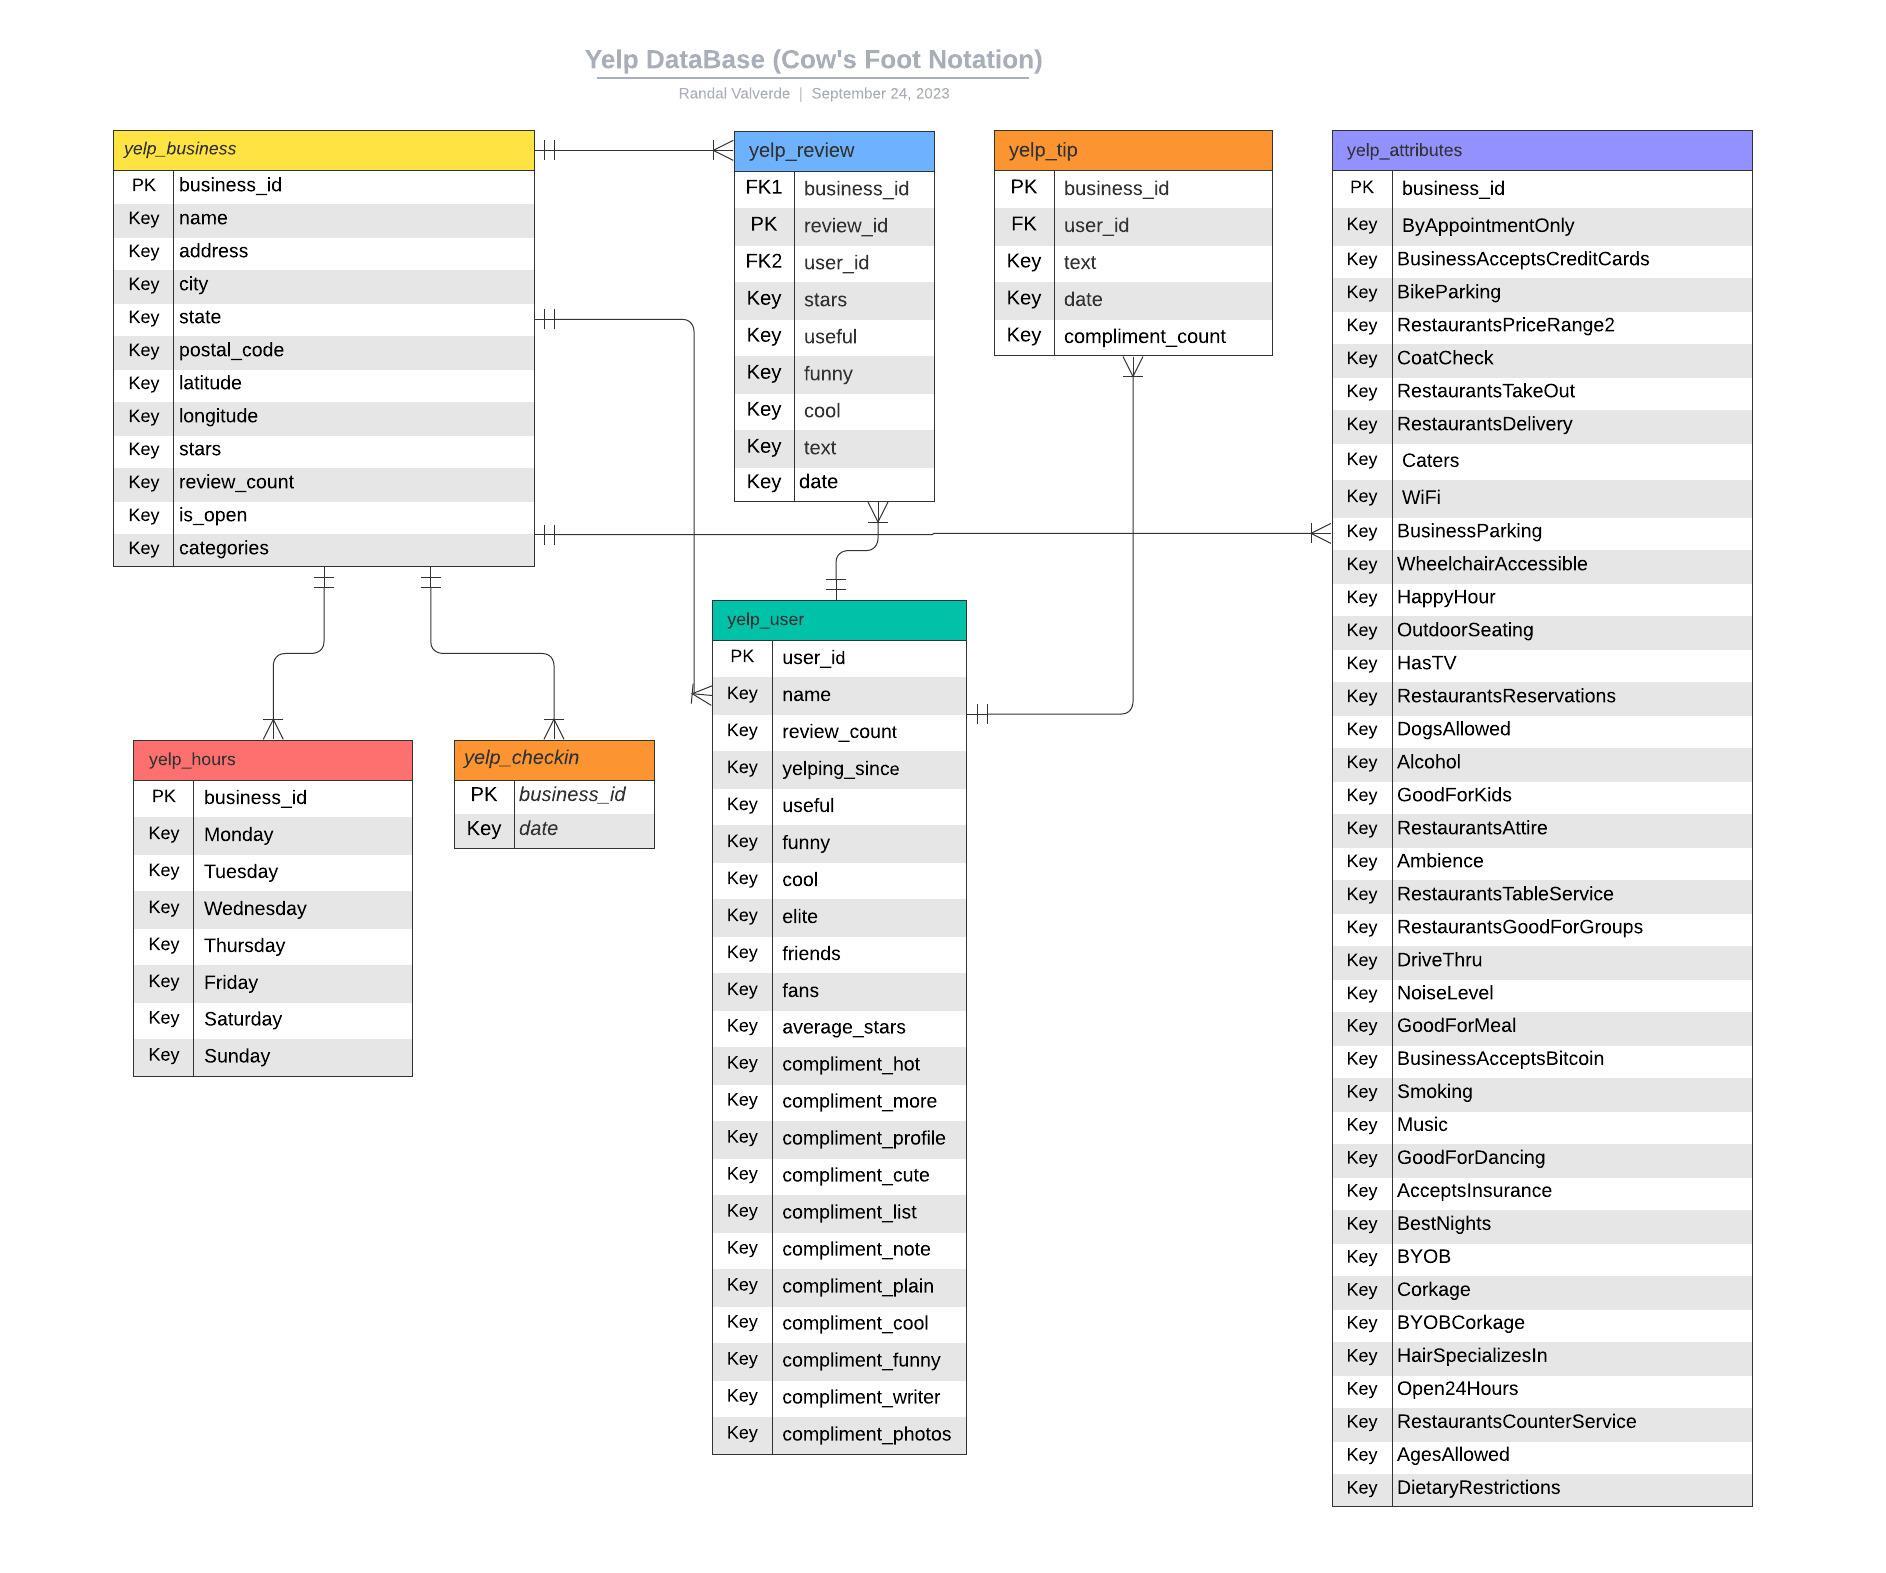 Yelp DataBase (Cow's Foot Notation)
Randal Valverde | September 24, 2023
yelp_business
PK business_id
Key name
Key address
Key city
Key state
Key postal_code
Key latitude
Key longitude
Key stars
Key review_count
Key is_open
Key categories
yelp_review
FK1 business_id
PK review_id
FK2 user_id
Key stars
Key useful
Key funny
Key cool
Key text
Key date
yelp_tip
PK business_id
FK user_id
Key text
Key date
Key compliment_count
yelp_attributes
PK business_id
Key ByAppointmentOnly
Key BusinessAcceptsCreditCards
Key BikeParking
Key RestaurantsPriceRange2
Key CoatCheck
Key RestaurantsTakeOut
Key RestaurantsDelivery
Key Caters
Key WiFi
Key BusinessParking
Key WheelchairAccessible
Key HappyHour
Key OutdoorSeating
Key HasTV
Key RestaurantsReservations
Key DogsAllowed
Key Alcohol
Key GoodForKids
Key RestaurantsAttire
Key Ambience
Key RestaurantsTableService
Key RestaurantsGoodForGroups
Key DriveThru
Key NoiseLevel
Key GoodForMeal
Key BusinessAcceptsBitcoin
Key Smoking
Key Music
Key GoodForDancing
Key AcceptsInsurance
Key BestNights
Key BYOB
Key Corkage
Key BYOBCorkage
Key HairSpecializesIn
Key Open24Hours
Key RestaurantsCounterService
Key AgesAllowed
Key DietaryRestrictions
yelp_hours
PK business_id
Key Monday
Key Tuesday
Key Wednesday
Key Thursday
Key Friday
Key Saturday
Key Sunday
yelp_checkin
PK business_id
Key date
yelp_user
PK user_id
Key name
Key review_count
Key yelping_since
Key useful
Key funny
Key cool
Key elite
Key friends
Key fans
Key average_stars
Key compliment_hot
Key compliment_more
Key compliment_profile
Key compliment_cute
Key compliment_list
Key compliment_note
Key compliment_plain
Key compliment_cool
Key compliment_funny
Key compliment_writer
Key compliment_photos